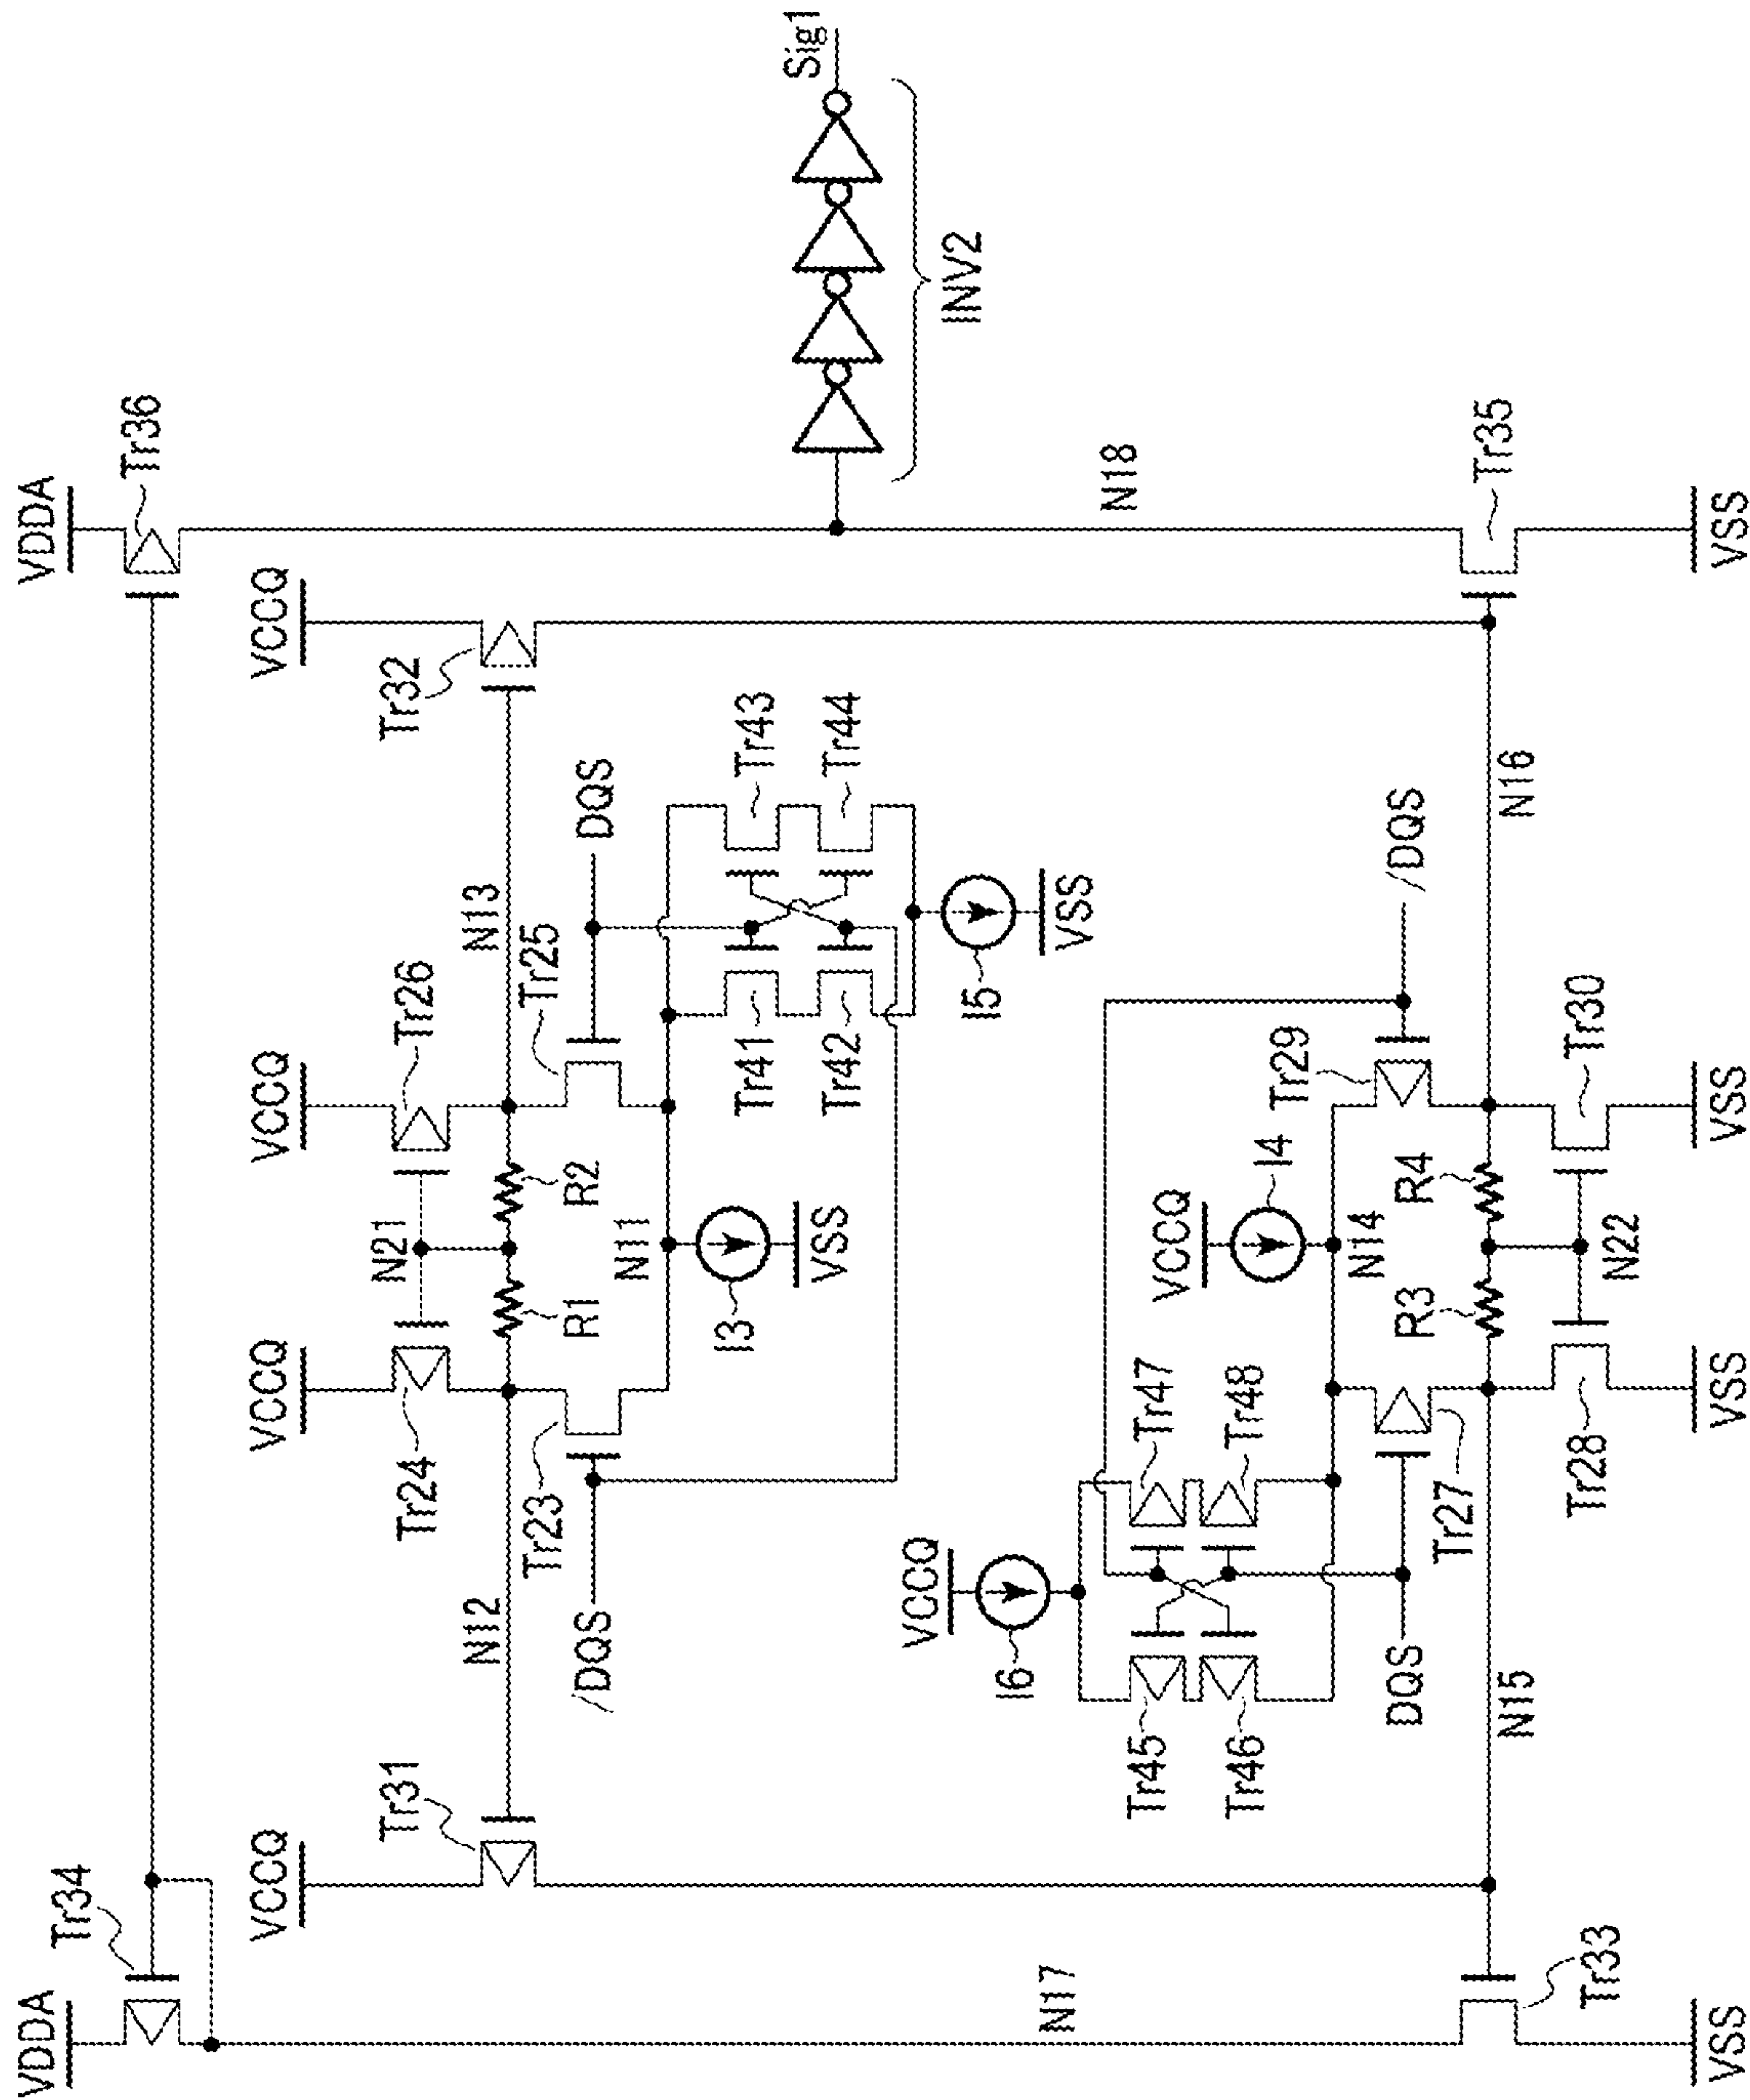 VDDA
Tr34
VDDA
Tr36
VCCQ
Tr31
VCCQ
Tr24
N21
VCCQ
Tr26
VCCQ
Tr32
N12
R1
R2
N13
Tr23
/DQS
N11
Tr25
DQS
I3
VSS
Tr41
Tr42
Tr43
Tr44
I5
VSS
Sig1
INV2
N17
VCCQ
I6
Tr45
Tr46
Tr47
Tr48
VCCQ
I4
N14
Tr29
/DQS
DQS
Tr27
R3
R4
N15
N16
N18
Tr33
VSS
Tr28
VSS
N22
Tr30
VSS
Tr35
VSS